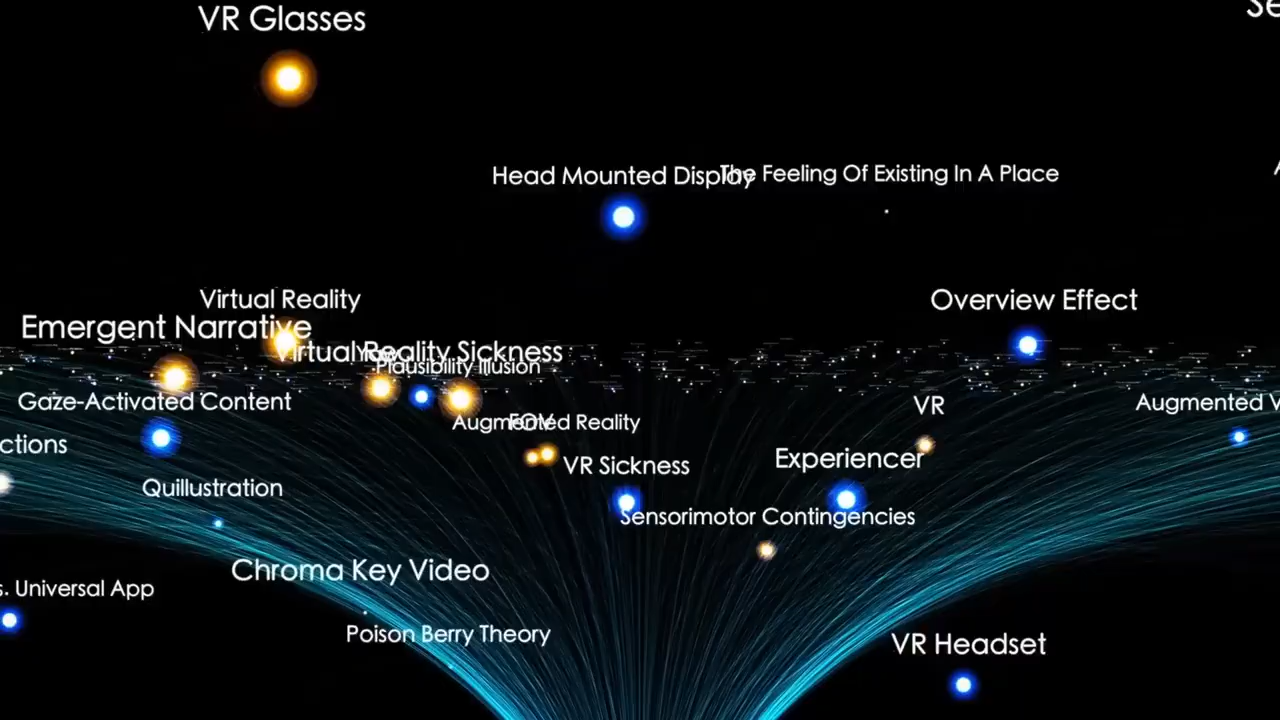 VR Glasses
Head Mounted Display
The Feeling Of Existing In A Place
Virtual Reality
Overview Effect
Emergent Narrative
Virtual Reality Sickness
Plausibility Illusion
Gaze-Activated Content
Augmented
VR
Augmented Reality
FOV
ctions
VR Sickness
Experiencer
Quillustration
Sensorimotor Contingencies
Chroma Key Video
s. Universal App
Poison Berry Theory
VR Headset